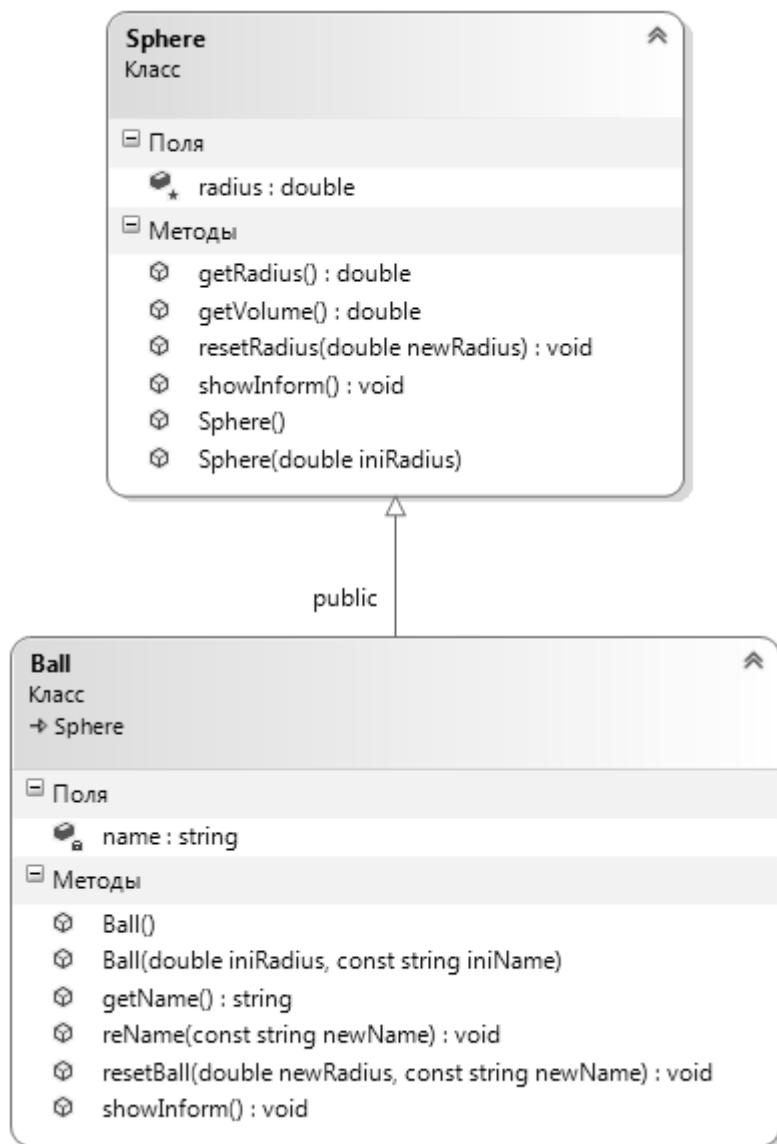 Sphere
Класс
Поля
radius : double
Методы
getRadius() : double
getVolume() : double
resetRadius(double newRadius) : void
showInform() : void
Sphere()
Sphere(double iniRadius)
public
Ball
Класс
Sphere
Поля
name : string
Методы
Ball()
Ball(double iniRadius, const string iniName)
getName() : string
reName(const string newName) : void
resetBall(double newRadius, const string newName) : void
showInform() : void